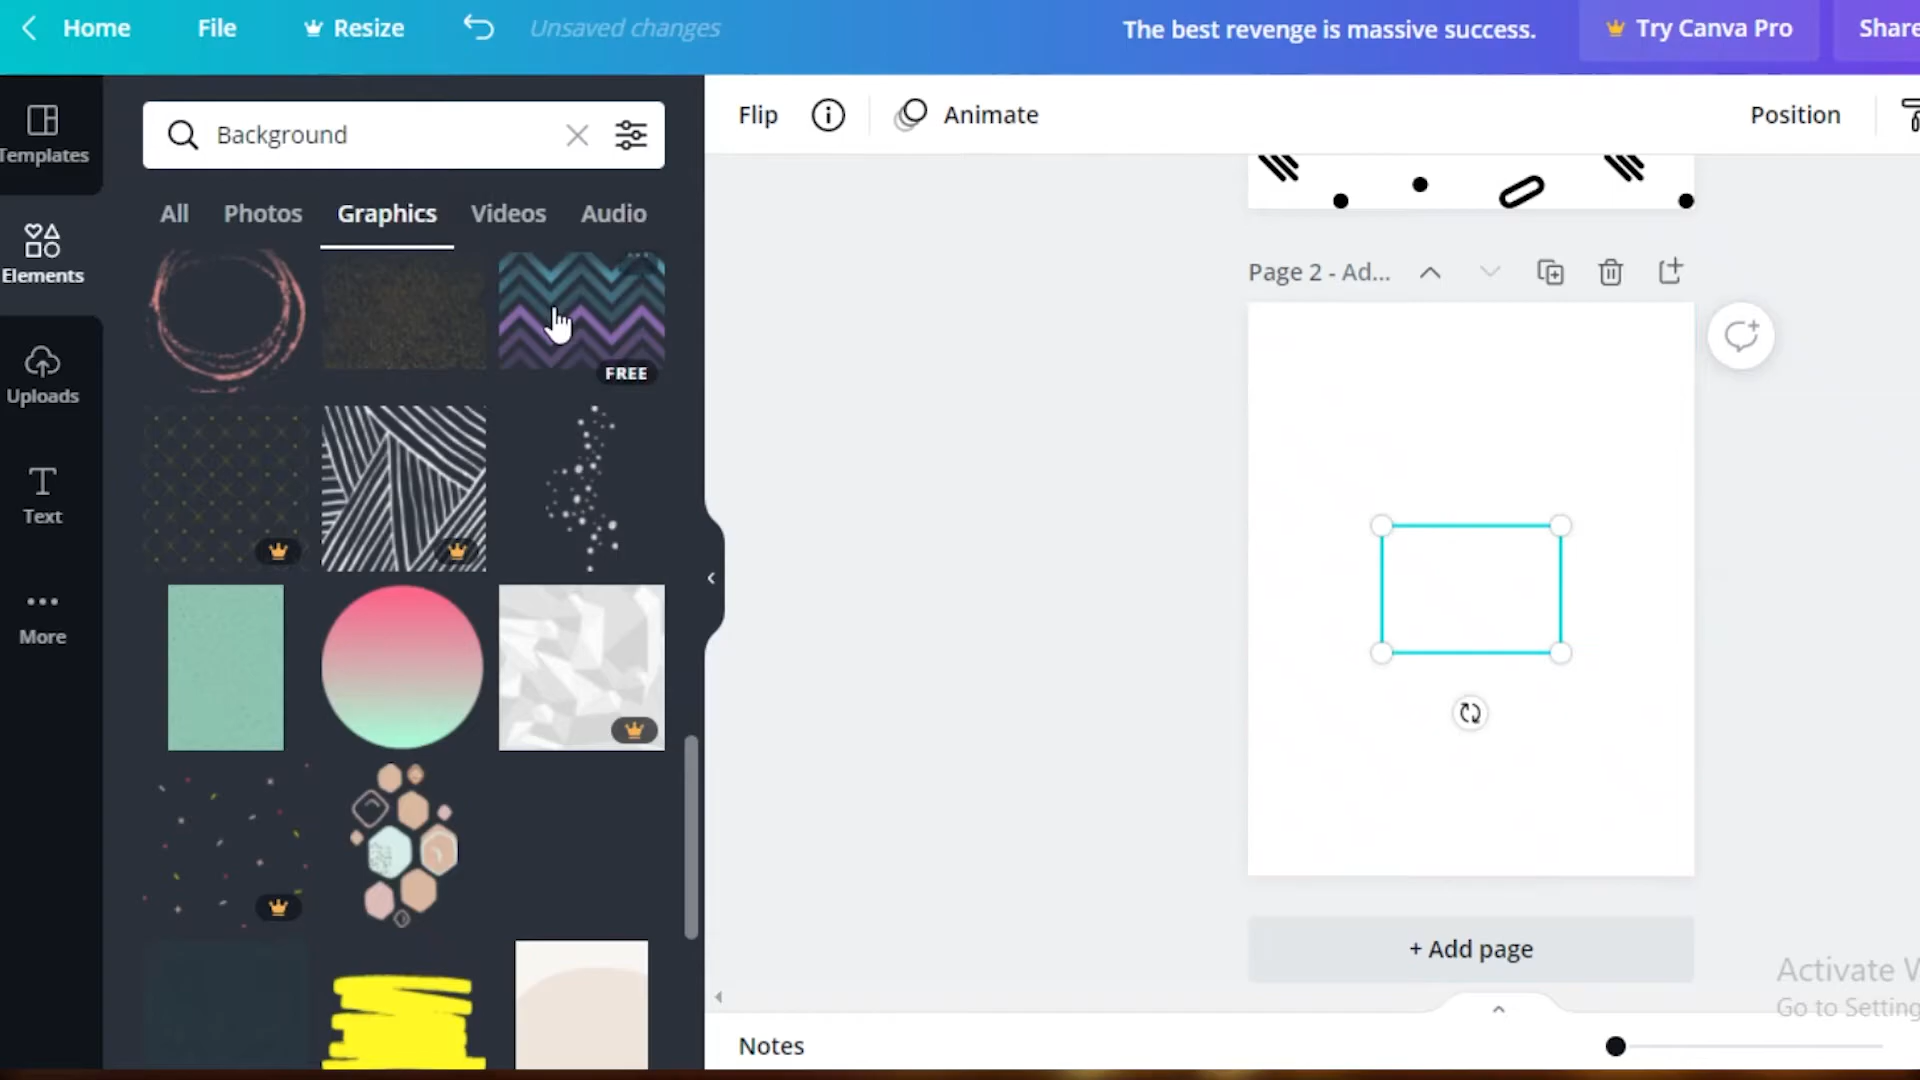 Home File Resize Unsaved changes The best revenge is massive success. Try Canva Pro Share
Templates
Elements
Uploads
Text
More
Background
All Photos Graphics Videos Audio
FREE
Flip Animate Position
Page 2 - Ad...
+ Add page
Activate W
Go to Setting
Notes